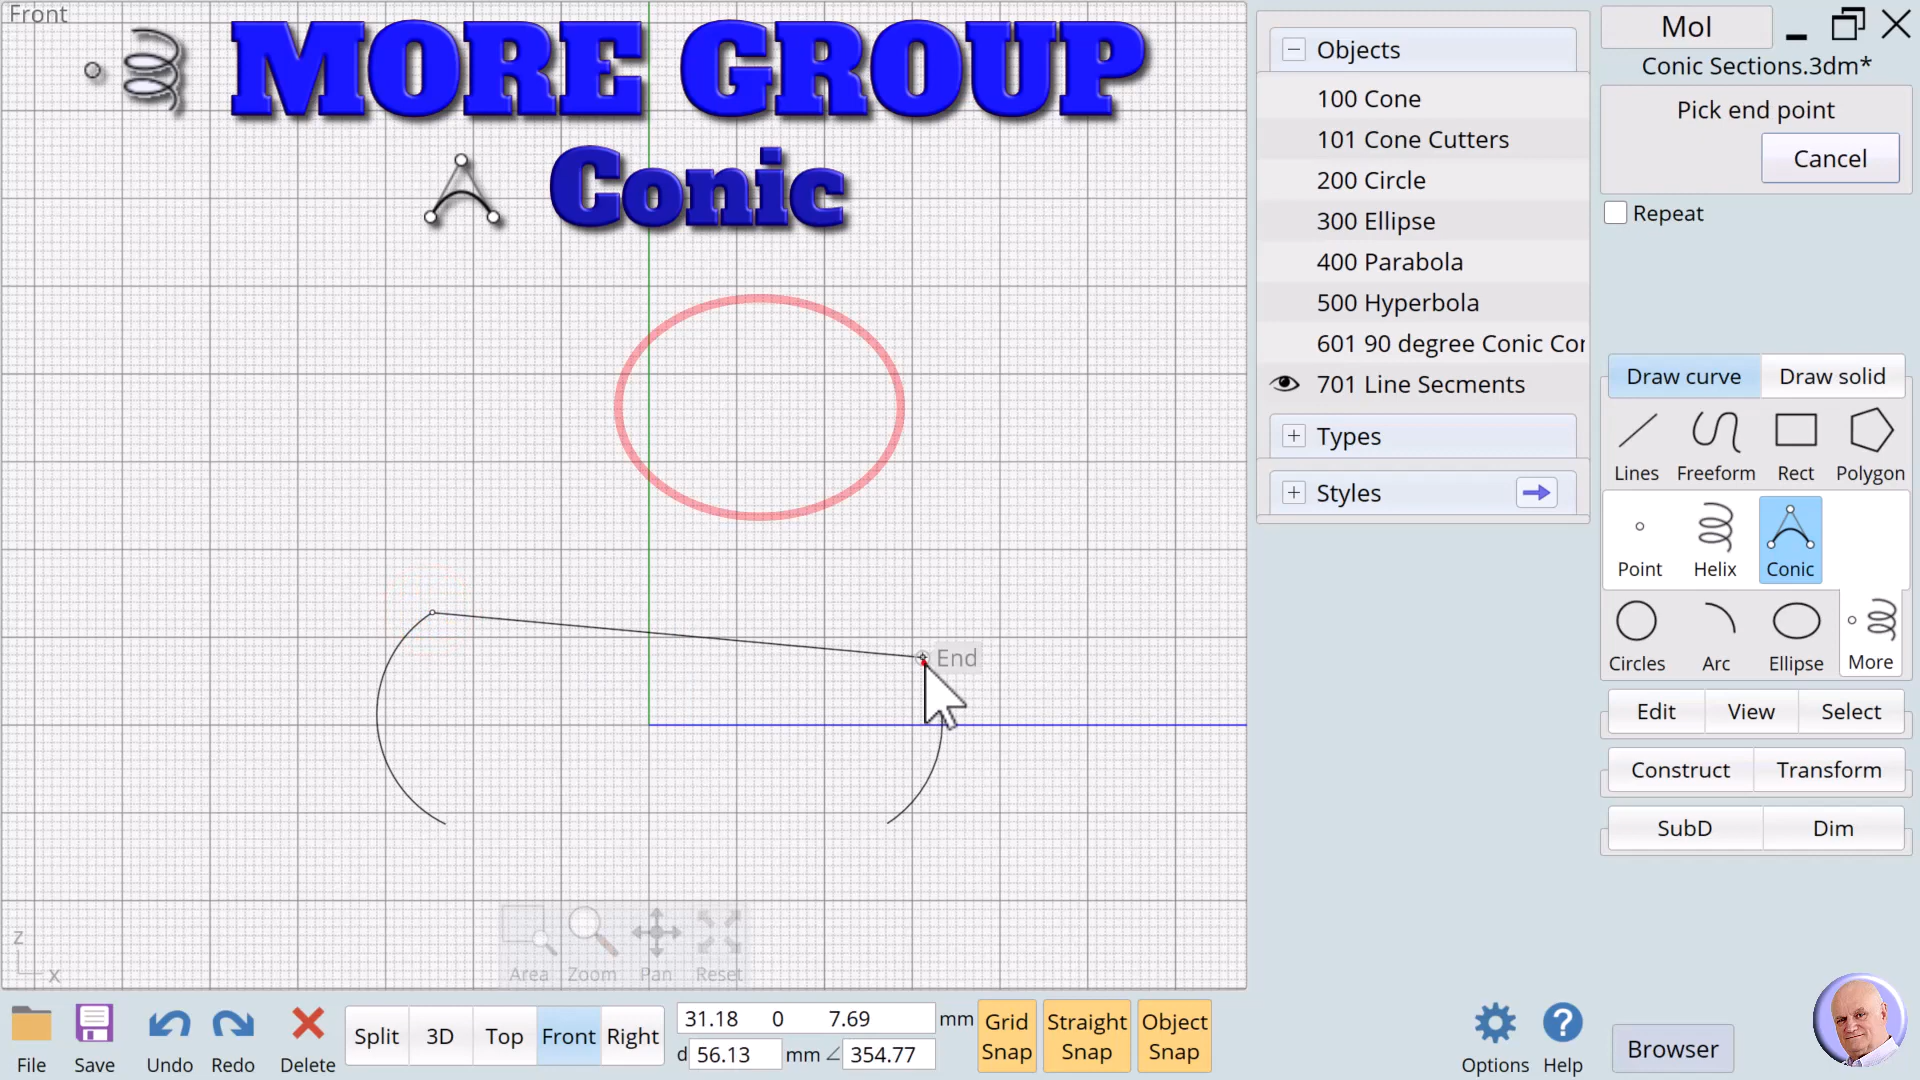 Front
MORE GROUP
Conic
End
z
x
Area Zoom Pan Reset
Objects
100 Cone
101 Cone Cutters
200 Circle
300 Ellipse
400 Parabola
500 Hyperbola
601 90 degree Conic Cor
701 Line Secments
Types
Styles
MoI
Conic Sections.3dm*
Pick end point
Cancel
Repeat
Draw curve Draw solid
Lines Freeform Rect Polygon
Point Helix Conic
Circles Arc Ellipse More
Edit View Select
Construct Transform
SubD Dim
File Save Undo Redo Delete
Split 3D Top Front Right
31.18 0 7.69 mm
d 56.13 mm ∠ 354.77
Grid Snap
Straight Snap
Object Snap
Options Help
Browser